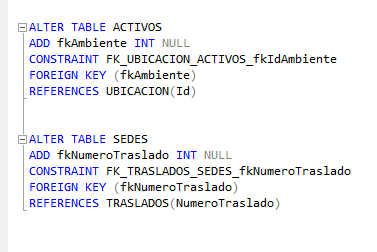 ALTER TABLE ACTIVOS
ADD fkAmbiente INT NULL
CONSTRAINT FK_UBICACION_ACTIVOS_fkIdAmbiente
FOREIGN KEY (fkAmbiente)
REFERENCES UBICACION(Id)
ALTER TABLE SEDES
ADD fkNumeroTraslado INT NULL
CONSTRAINT FK_TRASLADOS_SEDES_fkNumeroTraslado
FOREIGN KEY (fkNumeroTraslado)
REFERENCES TRASLADOS(NumeroTraslado)